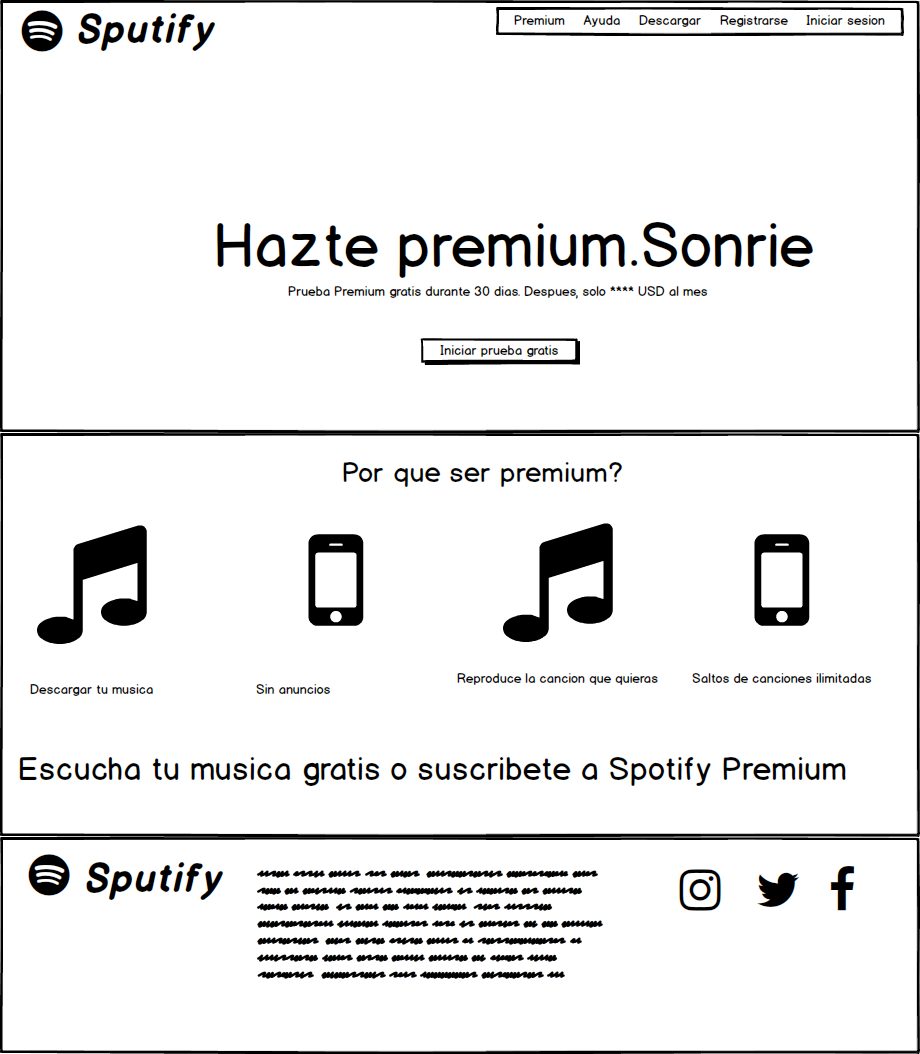 Sputify
Premium Ayuda Descargar Registrarse Iniciar sesion
Hazte premium.Sonrie
Prueba Premium gratis durante 30 dias. Despues, solo **** USD al mes
Iniciar prueba gratis
Por que ser premium?
Descargar tu musica
Sin anuncios
Reproduce la cancion que quieras
Saltos de canciones ilimitadas
Escucha tu musica gratis o suscribete a Spotify Premium
Sputify